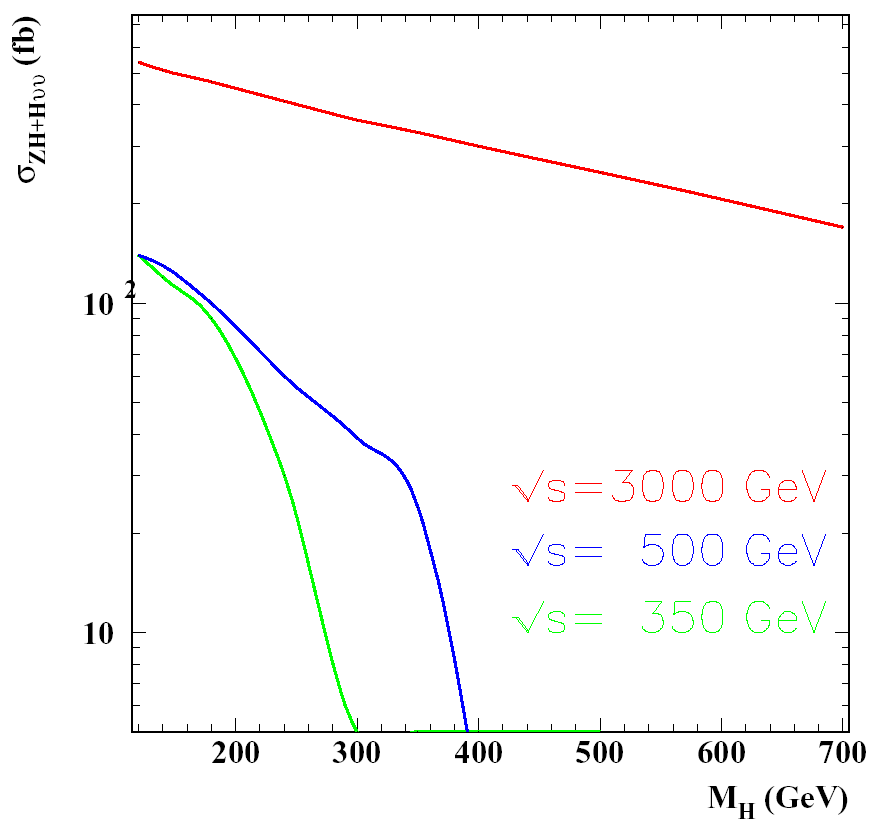 σZH+Hυυ (fb)
10 2
10
√s=3000 GeV
√s= 500 GeV
√s= 350 GeV
200 300 400 500 600 700
MH (GeV)